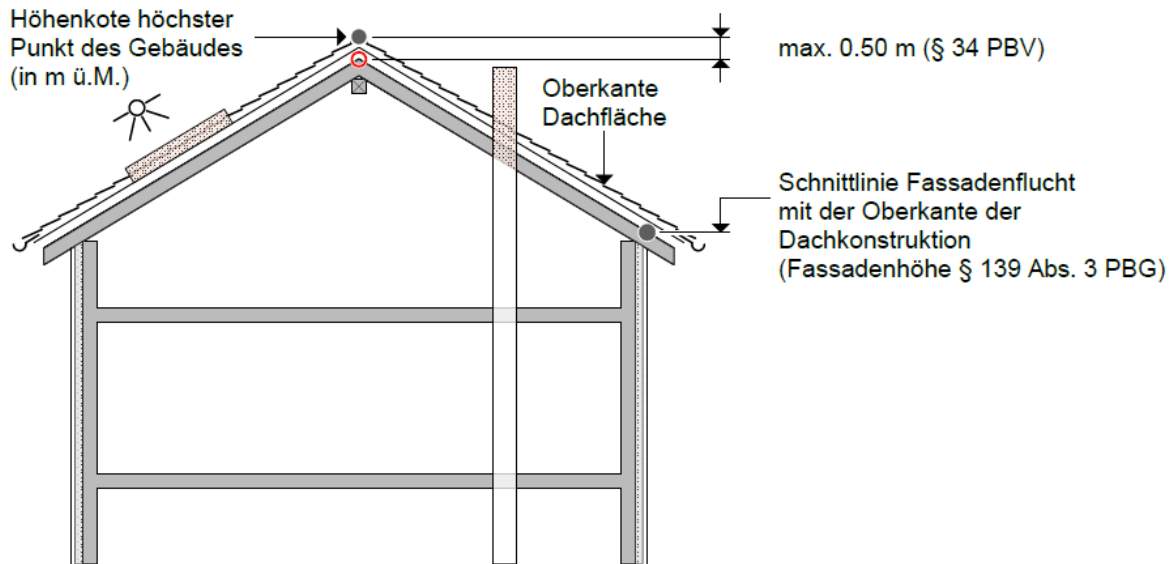 Höhenkote höchster
Punkt des Gebäudes
(in m ü.M.)
max. 0.50 m (§ 34 PBV)
Oberkante
Dachfläche
Schnittlinie Fassadenflucht
mit der Oberkante der
Dachkonstruktion
(Fassadenhöhe § 139 Abs. 3 PBG)